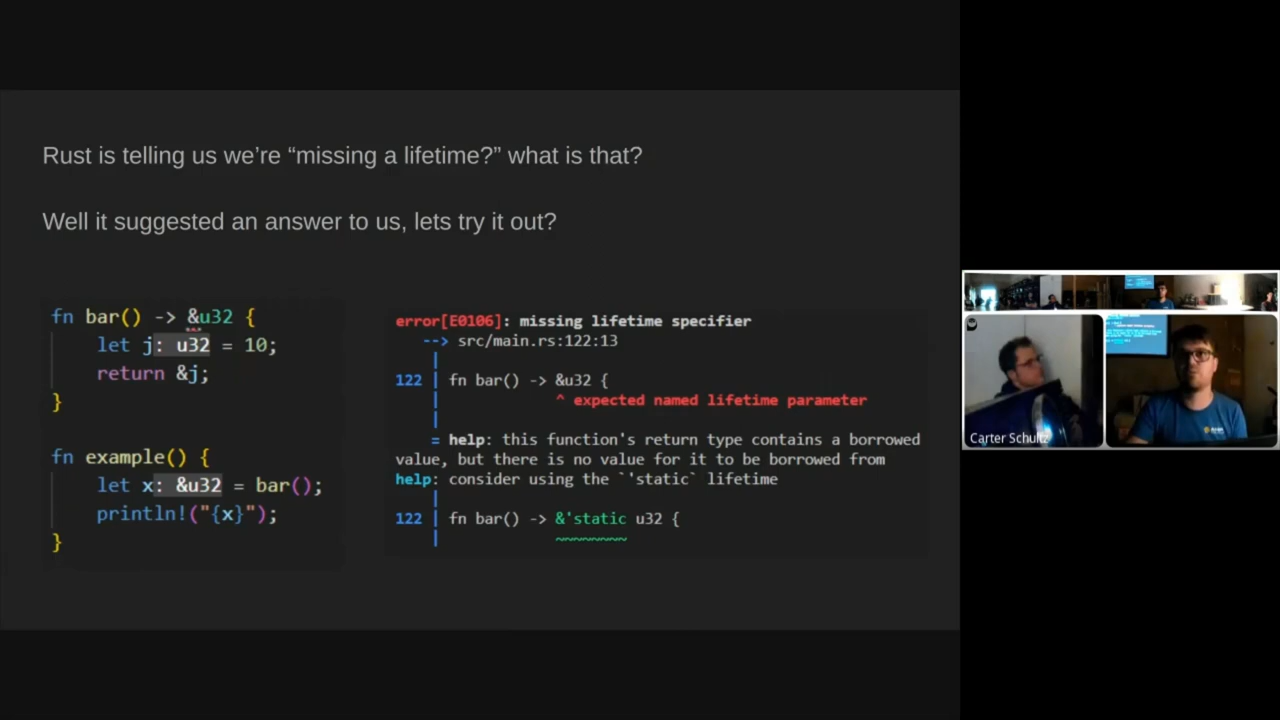 Rust is telling us we’re “missing a lifetime?” what is that?
Well it suggested an answer to us, lets try it out?
fn bar() -> &u32 {
let j: u32 = 10;
return &j;
}
fn example() {
let x: &u32 = bar();
println!("{x}");
}
error[E0106]: missing lifetime specifier
--> src/main.rs:122:13
|
122 | fn bar() -> &u32 {
| ^ expected named lifetime parameter
|
= help: this function's return type contains a borrowed
value, but there is no value for it to be borrowed from
help: consider using the `'static` lifetime
|
122 | fn bar() -> &'static u32 {
| ~~~~~~~~
Carter Schultz